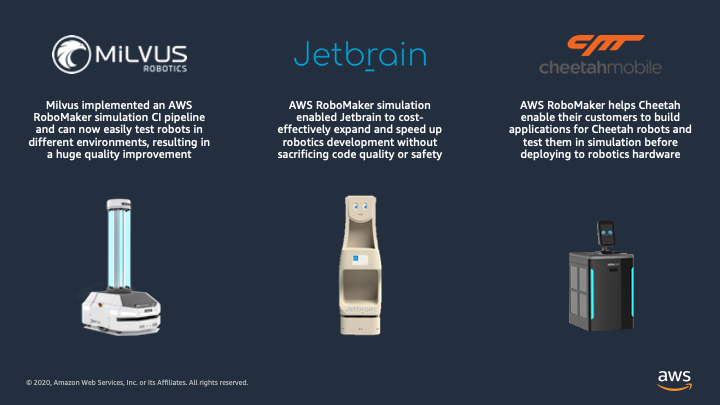 MiLVUS
ROBOTICS
Milvus implemented an AWS
RoboMaker simulation CI pipeline
and can now easily test robots in
different environments, resulting in
a huge quality improvement
Jetbrain
AWS RoboMaker simulation
enabled Jetbrain to cost-
effectively expand and speed up
robotics development without
sacrificing code quality or safety
Jetbrain
cheetahmobile
AWS RoboMaker helps Cheetah
enable their customers to build
applications for Cheetah robots and
test them in simulation before
deploying to robotics hardware
© 2020, Amazon Web Services, Inc. or its Affiliates. All rights reserved.
aws